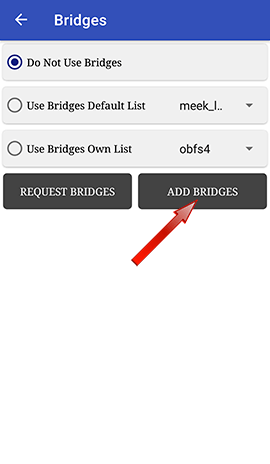 Bridges
Do Not Use Bridges
Use Bridges Default List meek_l..
Use Bridges Own List obfs4
REQUEST BRIDGES ADD BRIDGES